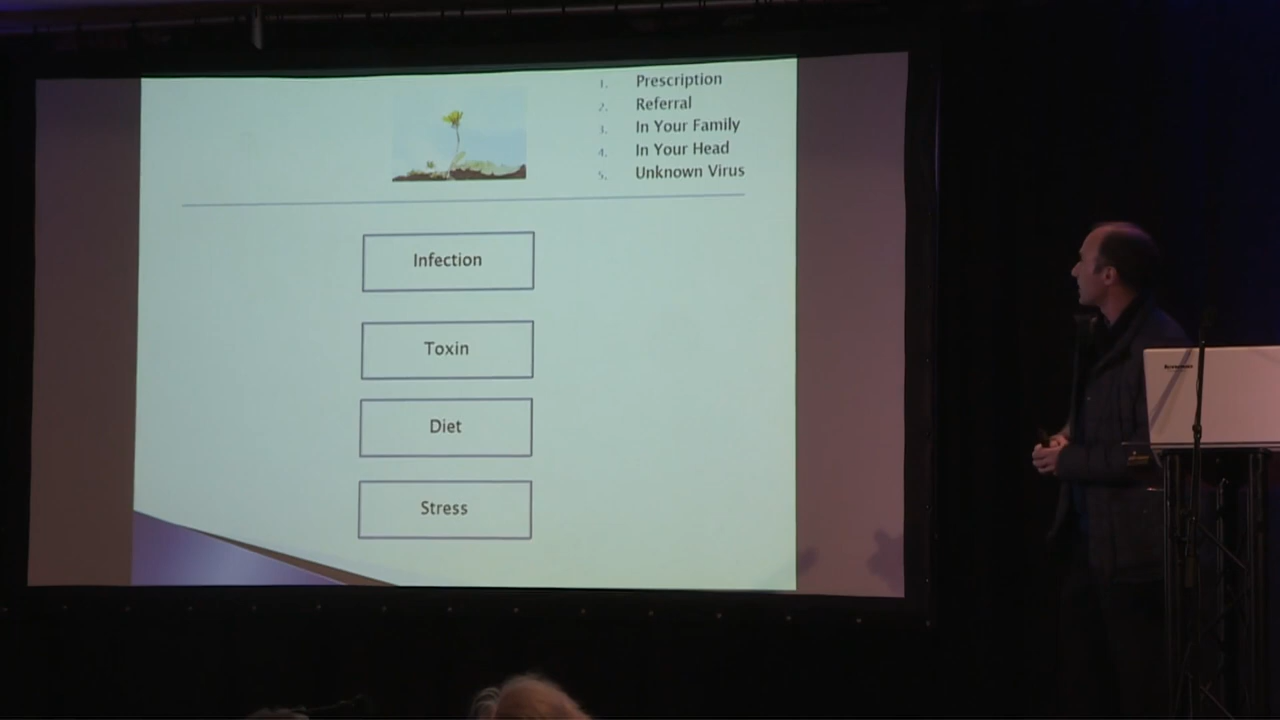 1. Prescription
2. Referral
3. In Your Family
4. In Your Head
5. Unknown Virus
Infection
Toxin
Diet
Stress
lenovo